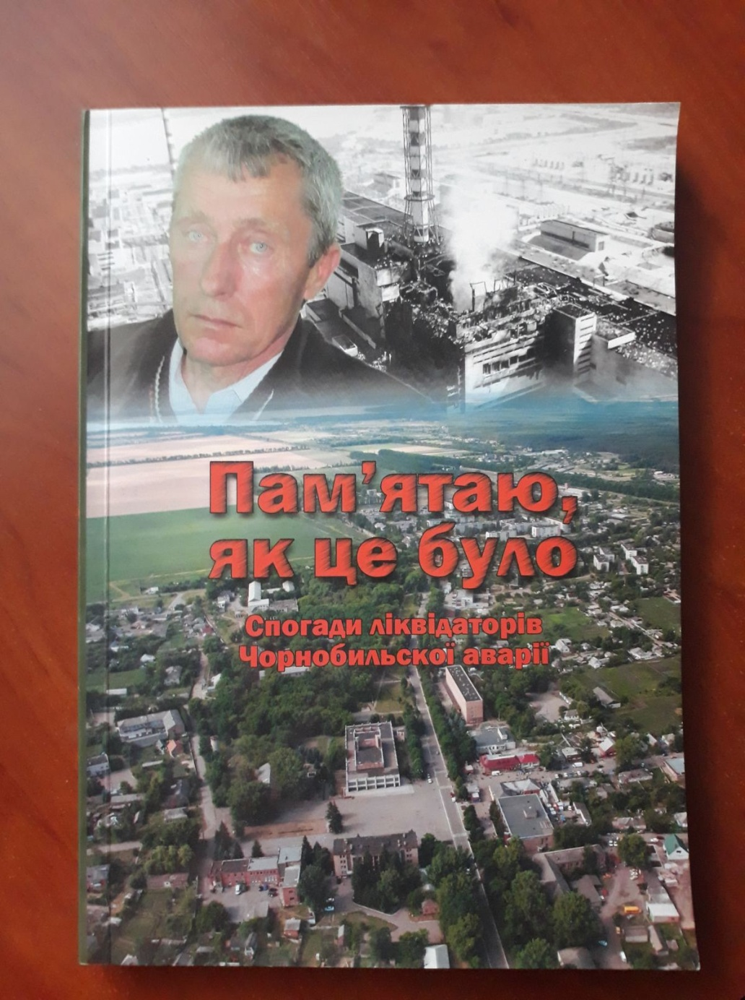 Пам’ятаю,
як це було
Спогади ліквідаторів
Чорнобильскої аварії